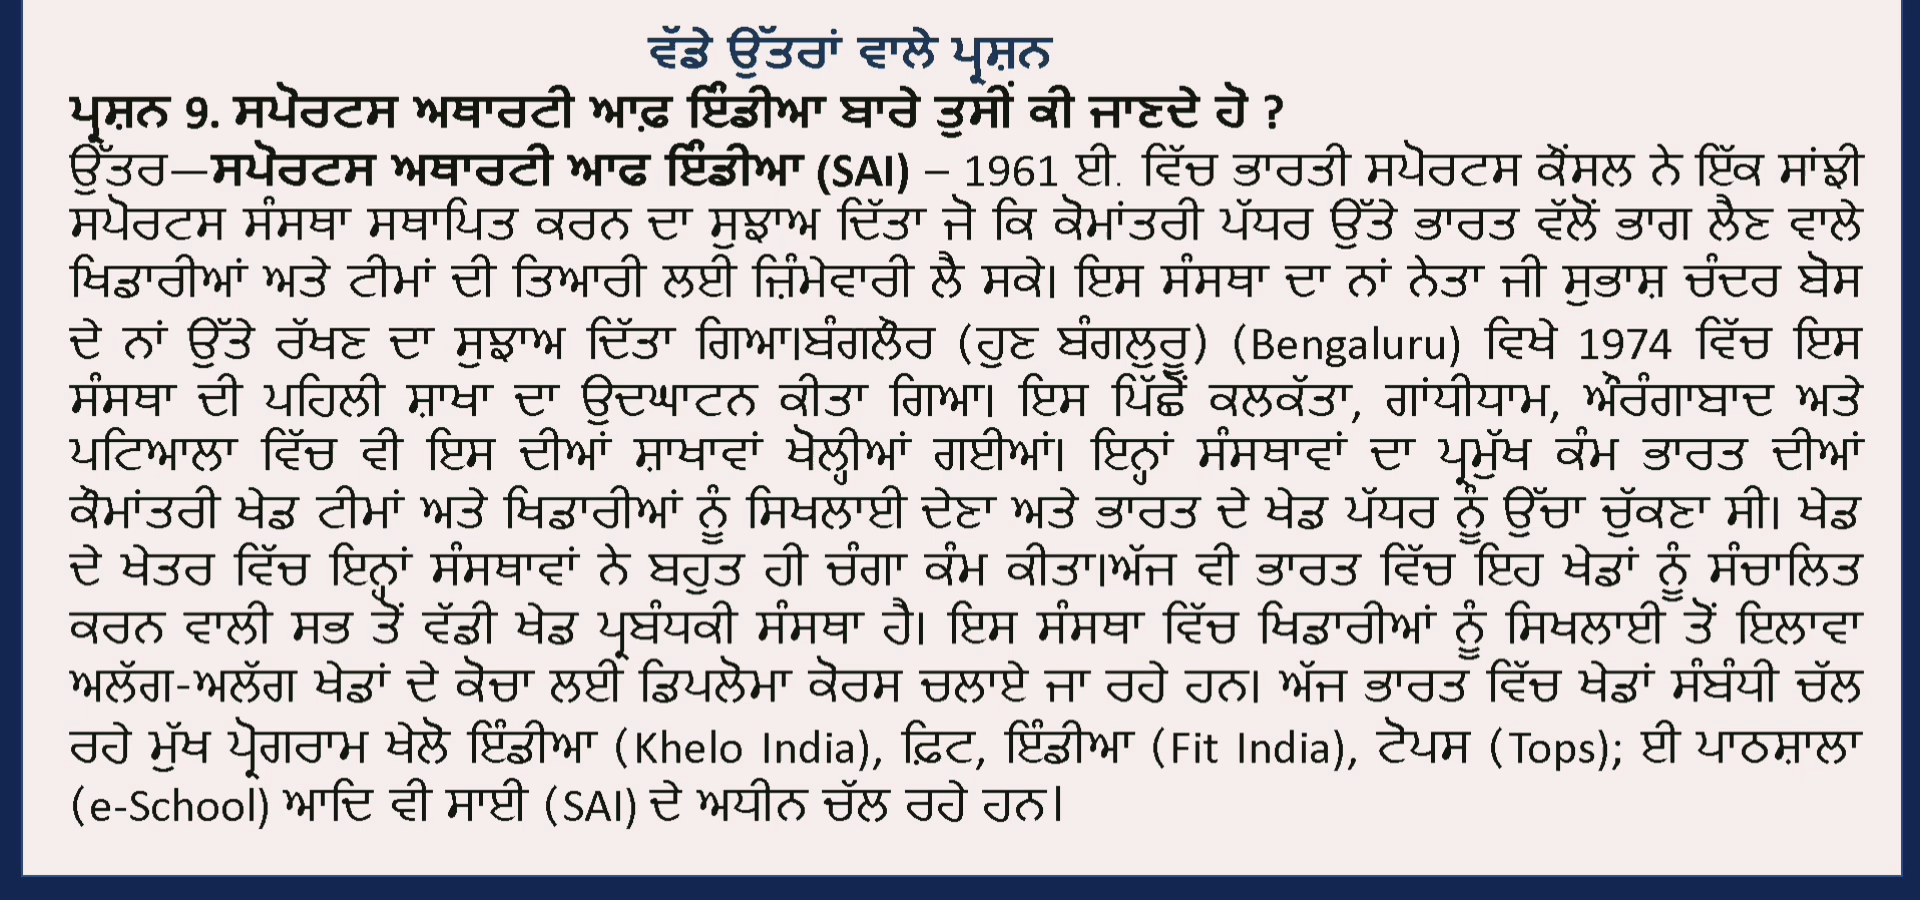 ਵੱਡੇ ਉੱਤਰਾਂ ਵਾਲੇ ਪ੍ਰਸ਼ਨ
ਪ੍ਰਸ਼ਨ 9. ਸਪੋਰਟਸ ਅਥਾਰਟੀ ਆਫ਼ ਇੰਡੀਆ ਬਾਰੇ ਤੁਸੀਂ ਕੀ ਜਾਣਦੇ ਹੋ ?
ਉੱਤਰ—ਸਪੋਰਟਸ ਅਥਾਰਟੀ ਆਫ ਇੰਡੀਆ (SAI) – 1961 ਈ. ਵਿੱਚ ਭਾਰਤੀ ਸਪੋਰਟਸ ਕੌਂਸਲ ਨੇ ਇੱਕ ਸਾਂਝੀ
ਸਪੋਰਟਸ ਸੰਸਥਾ ਸਥਾਪਿਤ ਕਰਨ ਦਾ ਸੁਝਾਅ ਦਿੱਤਾ ਜੋ ਕਿ ਕੋਮਾਂਤਰੀ ਪੱਧਰ ਉੱਤੇ ਭਾਰਤ ਵੱਲੋਂ ਭਾਗ ਲੈਣ ਵਾਲੇ
ਖਿਡਾਰੀਆਂ ਅਤੇ ਟੀਮਾਂ ਦੀ ਤਿਆਰੀ ਲਈ ਜ਼ਿੰਮੇਵਾਰੀ ਲੈ ਸਕੇ। ਇਸ ਸੰਸਥਾ ਦਾ ਨਾਂ ਨੇਤਾ ਜੀ ਸੁਭਾਸ਼ ਚੰਦਰ ਬੋਸ
ਦੇ ਨਾਂ ਉੱਤੇ ਰੱਖਣ ਦਾ ਸੁਝਾਅ ਦਿੱਤਾ ਗਿਆ।ਬੰਗਲੌਰ (ਹੁਣ ਬੰਗਲੁਰੂ) (Bengaluru) ਵਿਖੇ 1974 ਵਿੱਚ ਇਸ
ਸੰਸਥਾ ਦੀ ਪਹਿਲੀ ਸ਼ਾਖਾ ਦਾ ਉਦਘਾਟਨ ਕੀਤਾ ਗਿਆ। ਇਸ ਪਿੱਛੋਂ ਕਲਕੱਤਾ, ਗਾਂਧੀਧਾਮ, ਔਰੰਗਾਬਾਦ ਅਤੇ
ਪਟਿਆਲਾ ਵਿੱਚ ਵੀ ਇਸ ਦੀਆਂ ਸ਼ਾਖਾਵਾਂ ਖੋਲ੍ਹੀਆਂ ਗਈਆਂ। ਇਨ੍ਹਾਂ ਸੰਸਥਾਵਾਂ ਦਾ ਪ੍ਰਮੁੱਖ ਕੰਮ ਭਾਰਤ ਦੀਆਂ
ਕੌਮਾਂਤਰੀ ਖੇਡ ਟੀਮਾਂ ਅਤੇ ਖਿਡਾਰੀਆਂ ਨੂੰ ਸਿਖਲਾਈ ਦੇਣਾ ਅਤੇ ਭਾਰਤ ਦੇ ਖੇਡ ਪੱਧਰ ਨੂੰ ਉੱਚਾ ਚੁੱਕਣਾ ਸੀ। ਖੇਡ
ਦੇ ਖੇਤਰ ਵਿੱਚ ਇਨ੍ਹਾਂ ਸੰਸਥਾਵਾਂ ਨੇ ਬਹੁਤ ਹੀ ਚੰਗਾ ਕੰਮ ਕੀਤਾ।ਅੱਜ ਵੀ ਭਾਰਤ ਵਿੱਚ ਇਹ ਖੇਡਾਂ ਨੂੰ ਸੰਚਾਲਿਤ
ਕਰਨ ਵਾਲੀ ਸਭ ਤੋਂ ਵੱਡੀ ਖੇਡ ਪ੍ਰਬੰਧਕੀ ਸੰਸਥਾ ਹੈ। ਇਸ ਸੰਸਥਾ ਵਿੱਚ ਖਿਡਾਰੀਆਂ ਨੂੰ ਸਿਖਲਾਈ ਤੋਂ ਇਲਾਵਾ
ਅਲੱਗ-ਅਲੱਗ ਖੇਡਾਂ ਦੇ ਕੋਚਾ ਲਈ ਡਿਪਲੋਮਾ ਕੋਰਸ ਚਲਾਏ ਜਾ ਰਹੇ ਹਨ। ਅੱਜ ਭਾਰਤ ਵਿੱਚ ਖੇਡਾਂ ਸੰਬੰਧੀ ਚੱਲ
ਰਹੇ ਮੁੱਖ ਪ੍ਰੋਗਰਾਮ ਖੇਲੋ ਇੰਡੀਆ (Khelo India), ਫ਼ਿਟ, ਇੰਡੀਆ (Fit India), ਟੋਪਸ (Tops); ਈ ਪਾਠਸ਼ਾਲਾ
(e-School) ਆਦਿ ਵੀ ਸਾਈ (SAI) ਦੇ ਅਧੀਨ ਚੱਲ ਰਹੇ ਹਨ।